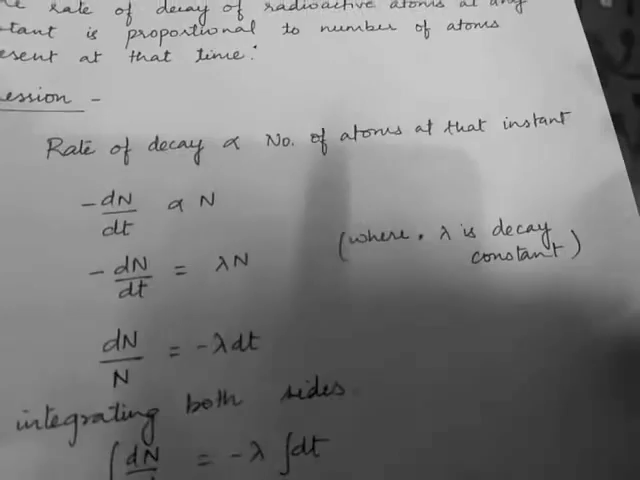 rate of decay of radioactive atoms at any
tant is proportional to number of atoms
esent at that time:
ession -
Rate of decay ∝ No. of atoms at that instant
-dN/dt ∝ N
-dN/dt = λN (where, λ is decay constant)
dN/N = -λdt
integrating both sides.
∫dN = -λ ∫dt